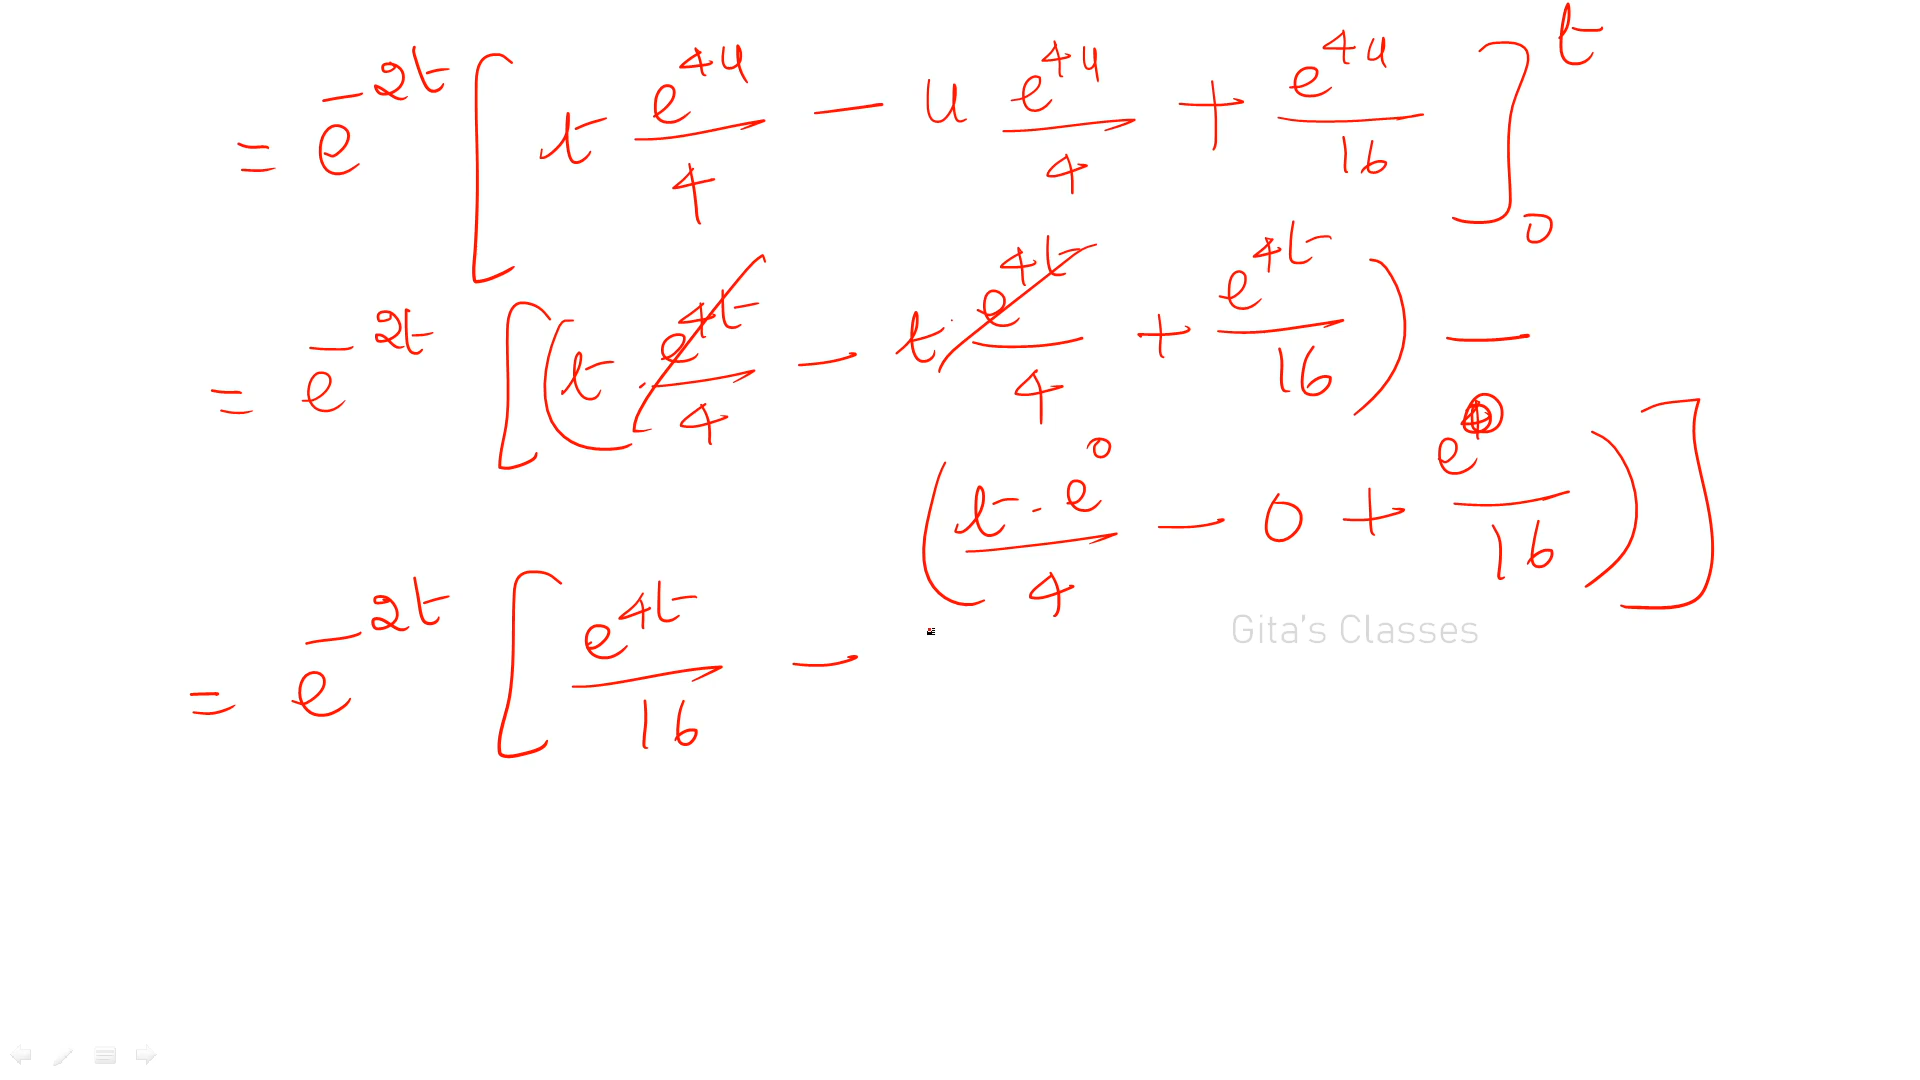 = e^{-2t} [ t e^{4u}/4 - u e^{4u}/4 + e^{4u}/16 ]_0^t
= e^{-2t} [ ( t · e^{4t}/4 - t · e^{4t}/4 + e^{4t}/16 ) -
( t · e^0/4 - 0 + e^0/16 ) ]
Gita's Classes
= e^{-2t} [ e^{4t}/16 -